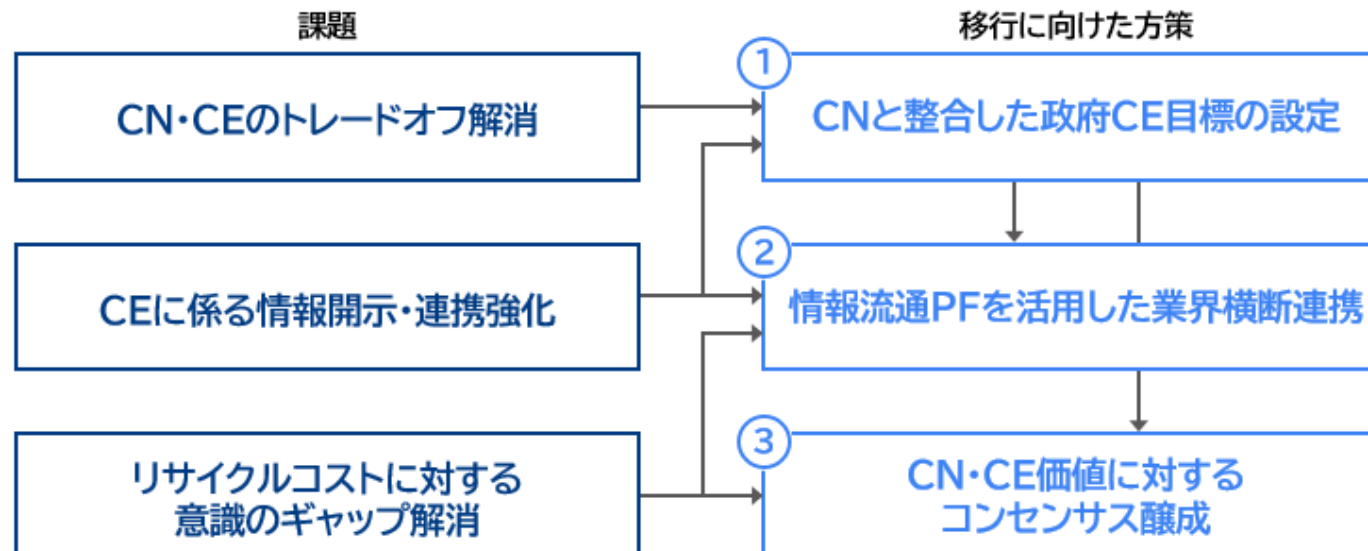 課題
移行に向けた方策
CN・CEのトレードオフ解消
①
CNと整合した政府CE目標の設定
CEに係る情報開示・連携強化
②
情報流通PFを活用した業界横断連携
リサイクルコストに対する
意識のギャップ解消
③
CN・CE価値に対する
コンセンサス醸成